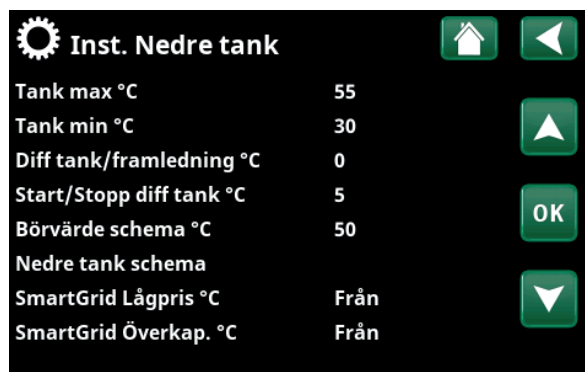 Inst. Nedre tank
Tank max °C 55
Tank min °C 30
Diff tank/framledning °C 0
Start/Stopp diff tank °C 5
Börvärde schema °C 50
Nedre tank schema
SmartGrid Lågpris °C Från
SmartGrid Överkap. °C Från
OK